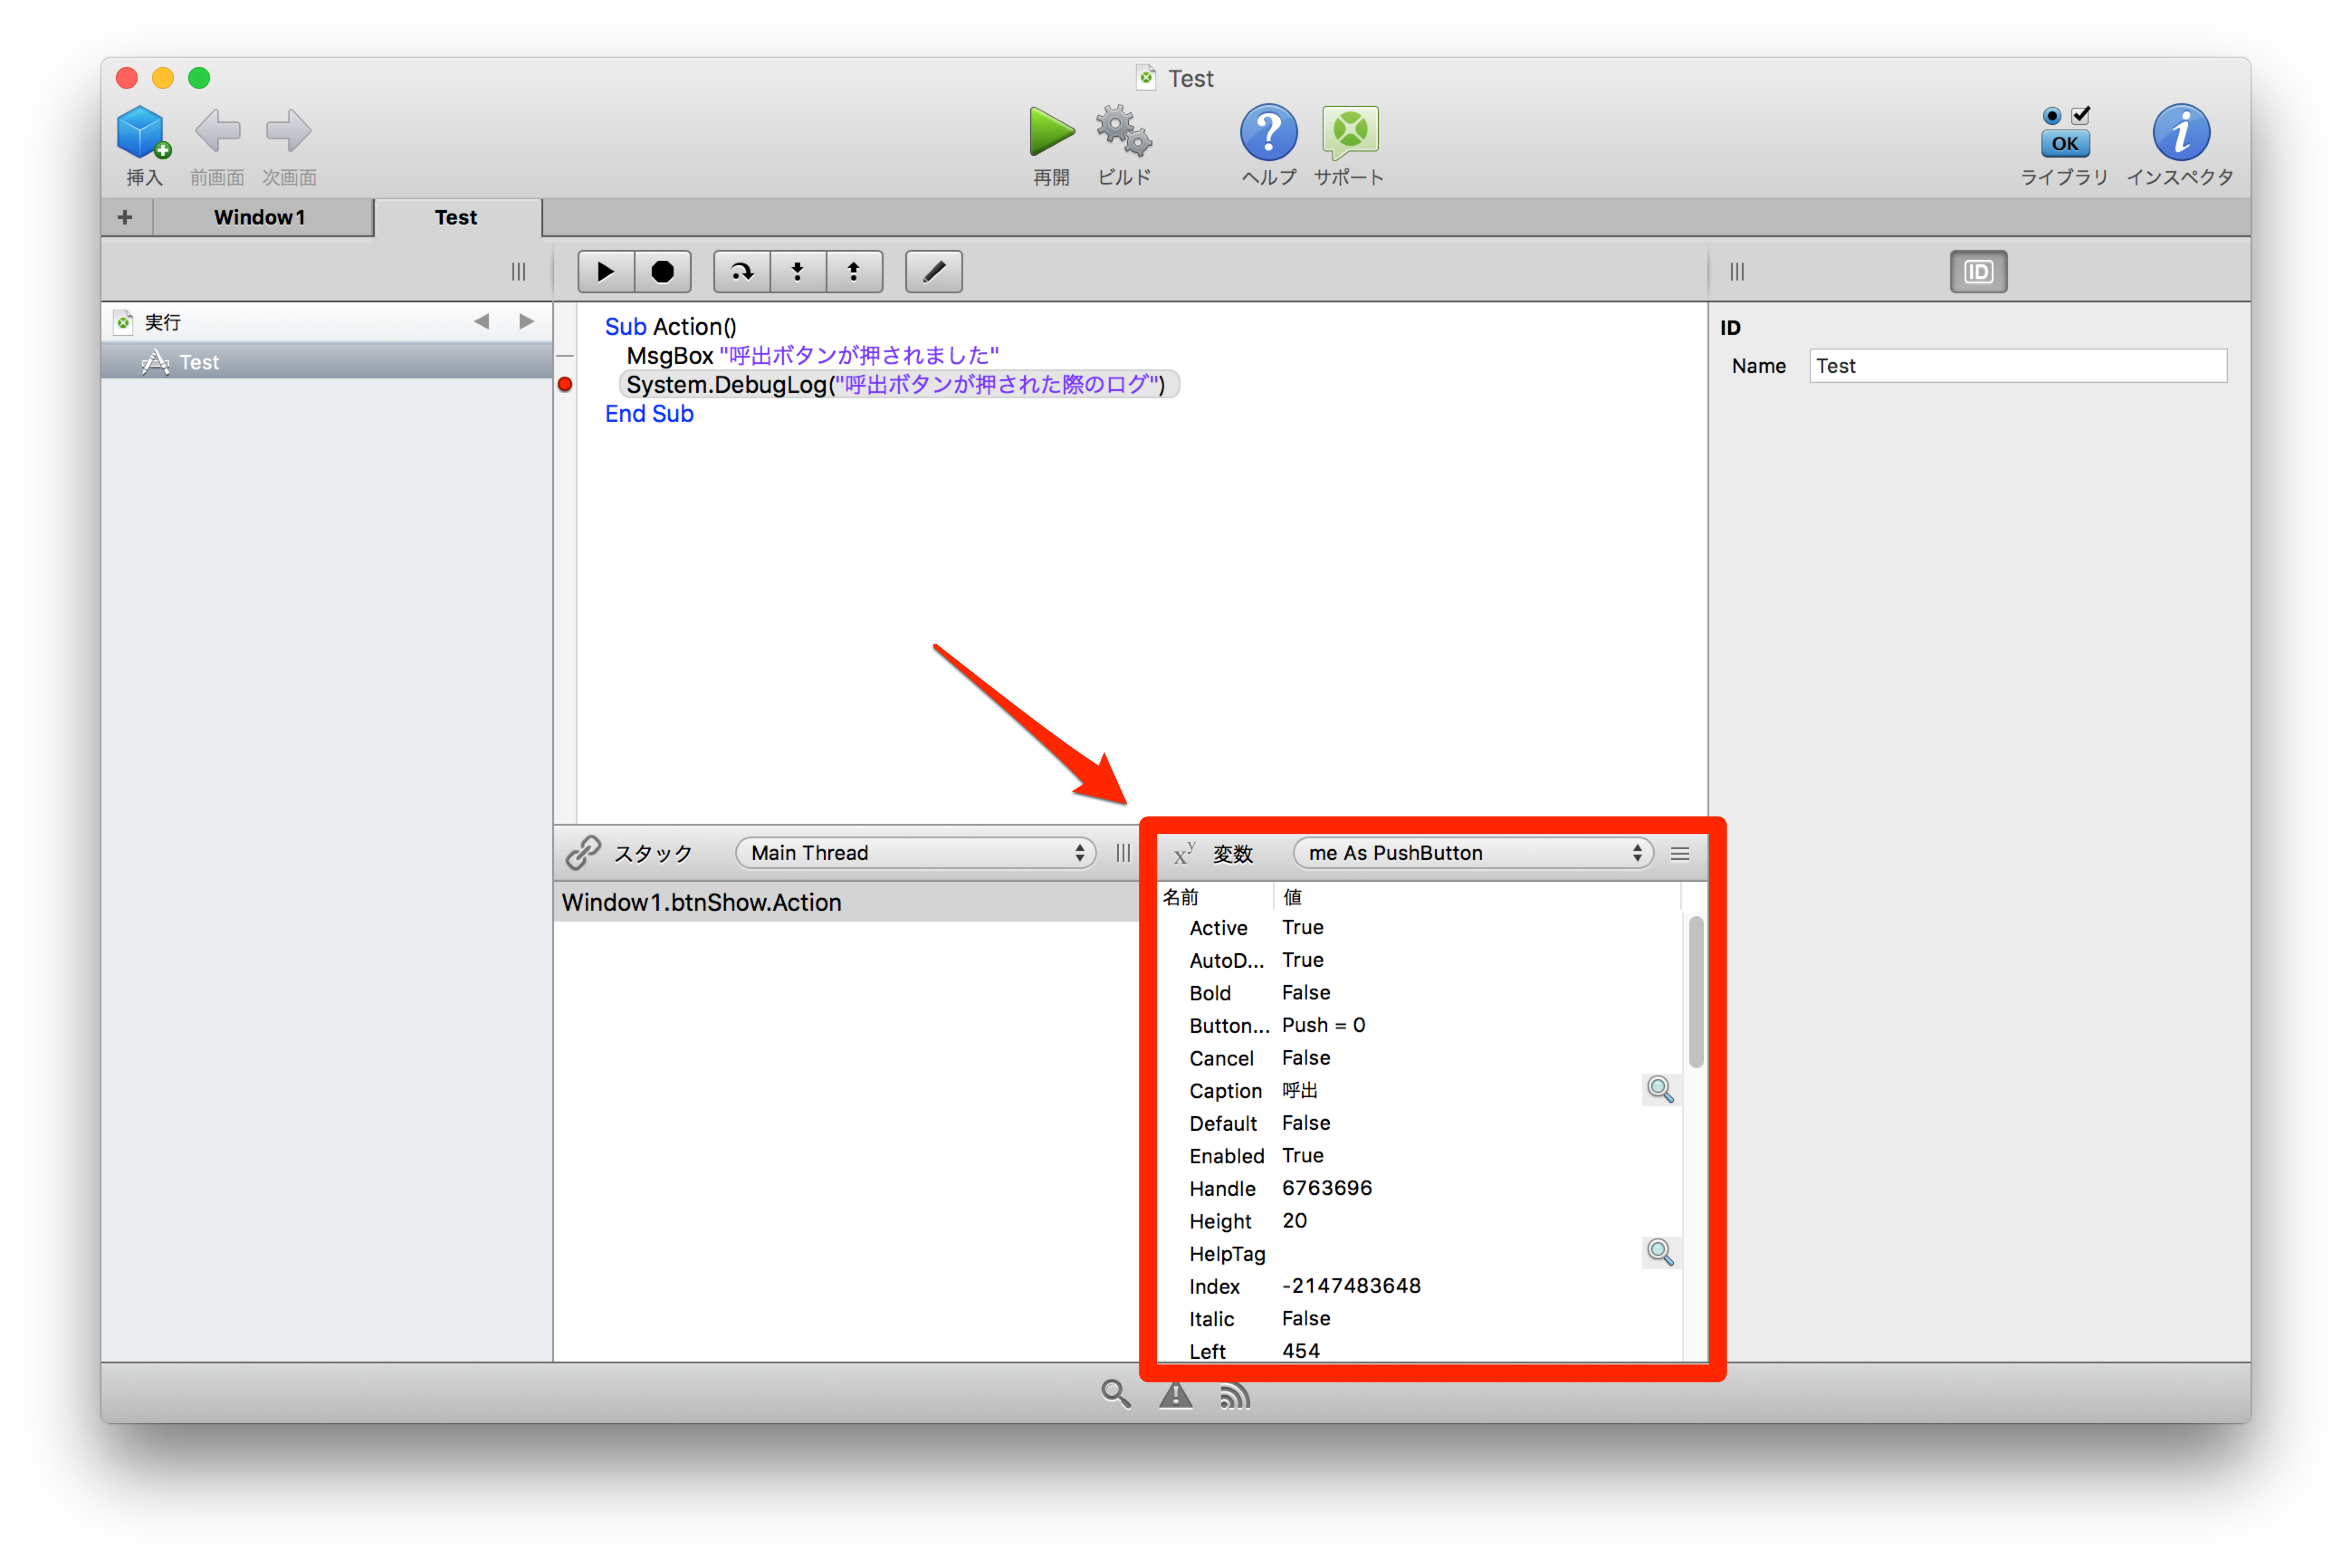 Test
挿入 前画面 次画面 再開 ビルド ヘルプ サポート OK ライブラリ インスペクタ
+ Window1 Test
ID
実行
Test
Sub Action()
MsgBox "呼出ボタンが押されました"
System.DebugLog("呼出ボタンが押された際のログ")
End Sub
ID
Name Test
スタック Main Thread
Window1.btnShow.Action
xy 変数 me As PushButton
名前 値
Active True
AutoD... True
Bold False
Button... Push = 0
Cancel False
Caption 呼出
Default False
Enabled True
Handle 6763696
Height 20
HelpTag
Index -2147483648
Italic False
Left 454